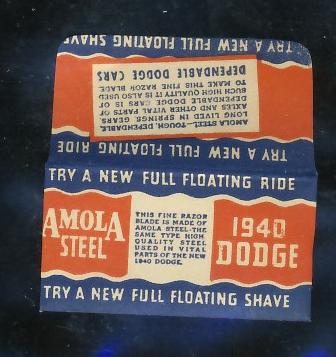 TRY A NEW FULL FLOATING RIDE
AMOLA STEEL—TOUGH, DEPENDABLE,
LONG LIVED IN SPRINGS, GEARS,
AXLES AND OTHER VITAL PARTS OF
DEPENDABLE DODGE CARS IS OF
SUCH HIGH QUALITY IT IS ALSO USED
TO MAKE THIS FINE RAZOR BLADE
DEPENDABLE DODGE CARS
TRY A NEW FULL FLOATING SHAVE
TRY A NEW FULL FLOATING RIDE
AMOLA
STEEL
THIS FINE RAZOR
BLADE IS MADE OF
AMOLA STEEL-THE
SAME TYPE HIGH
QUALITY STEEL
USED IN VITAL
PARTS OF THE NEW
1940 DODGE.
1940
DODGE
TRY A NEW FULL FLOATING SHAVE